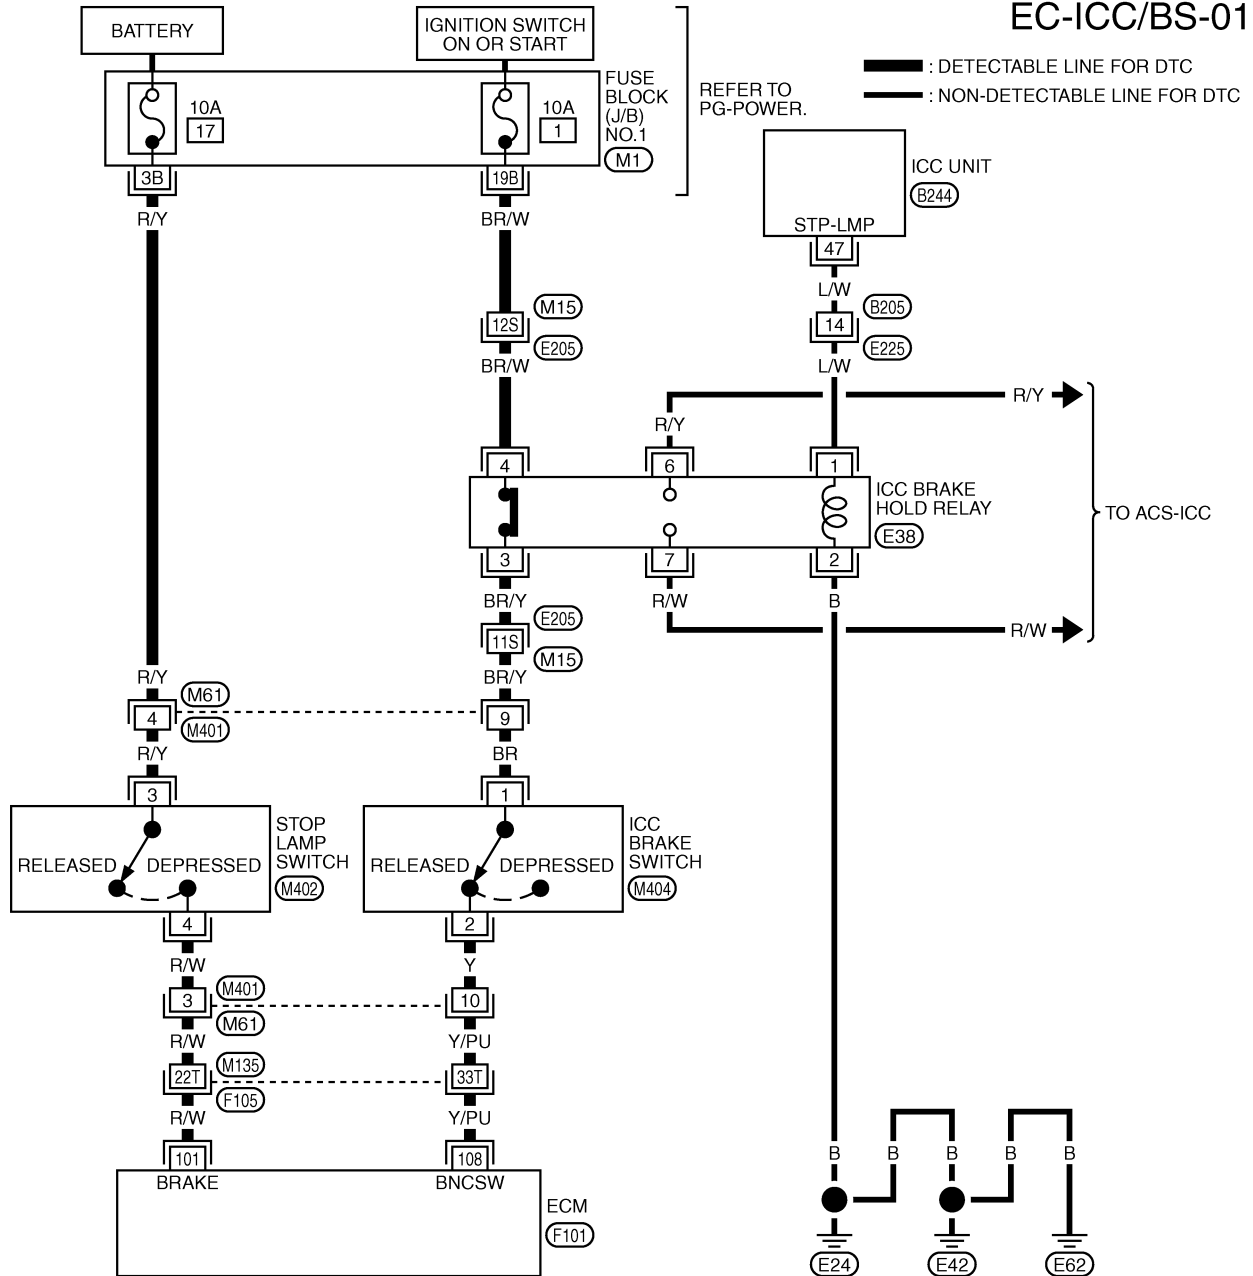 EC-ICC/BS-01
BATTERY
IGNITION SWITCH
ON OR START
: DETECTABLE LINE FOR DTC
: NON-DETECTABLE LINE FOR DTC
REFER TO
PG-POWER.
FUSE
BLOCK
(J/B)
NO.1
M1
10A
17
10A
1
3B
19B
R/Y
BR/W
ICC UNIT
B244
STP-LMP
47
L/W
M15
12S
E205
BR/W
B205
14
E225
L/W
R/Y
R/Y
4
6
1
ICC BRAKE
HOLD RELAY
E38
TO ACS-ICC
3
7
2
BR/Y
R/W
B
E205
11S
M15
R/W
R/Y
BR/Y
M61
4
M401
9
R/Y
BR
3
1
STOP
LAMP
SWITCH
M402
RELEASED
DEPRESSED
ICC
BRAKE
SWITCH
M404
RELEASED
DEPRESSED
4
2
R/W
Y
M401
3
M61
10
R/W
Y/PU
M135
22T
F105
33T
R/W
Y/PU
101
108
BRAKE
BNCSW
ECM
F101
B
B
B
B
B
E24
E42
E62